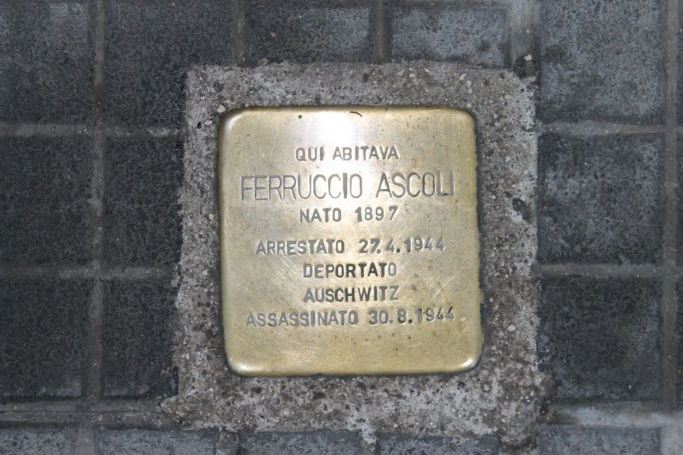 QUI ABITAVA
FERRUCCIO ASCOLI
NATO 1897
ARRESTATO 27.4.1944
DEPORTATO
AUSCHWITZ
ASSASSINATO 30.8.1944